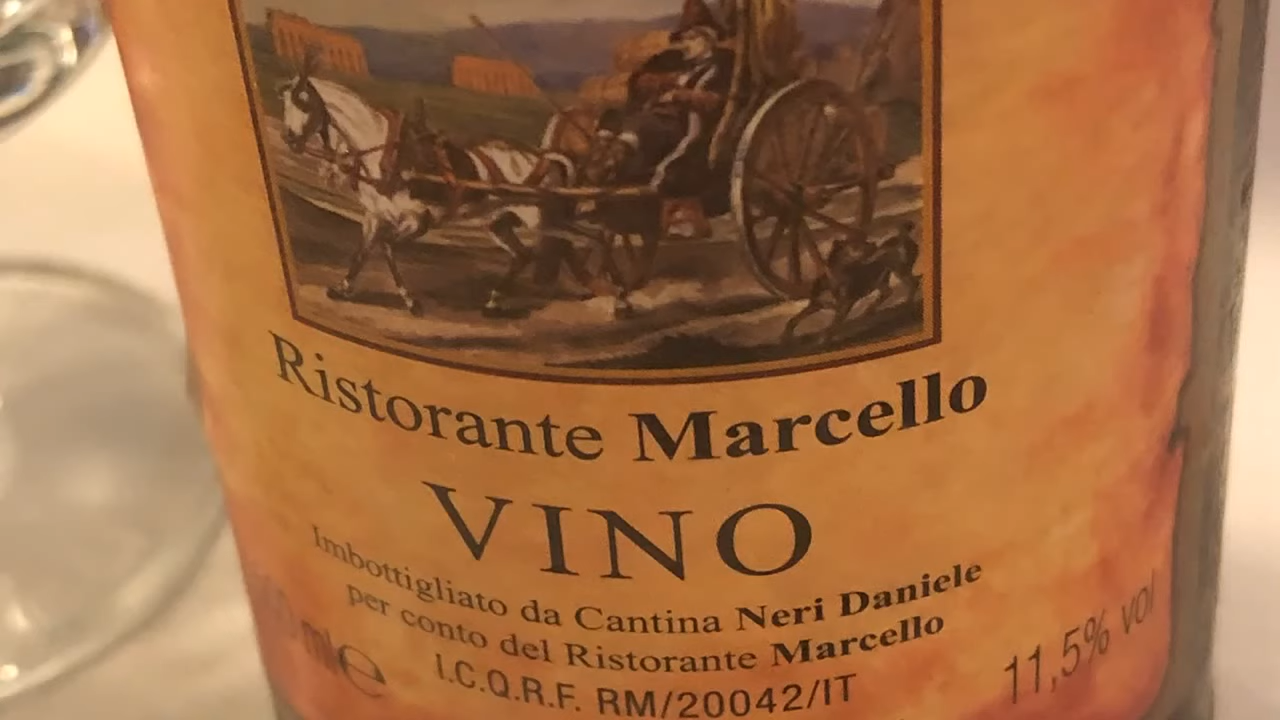 Ristorante Marcello
VINO
Imbottigliato da Cantina Neri Daniele
per conto del Ristorante Marcello
ml e
I.C.Q.R.F. RM/20042/IT
11,5% vol